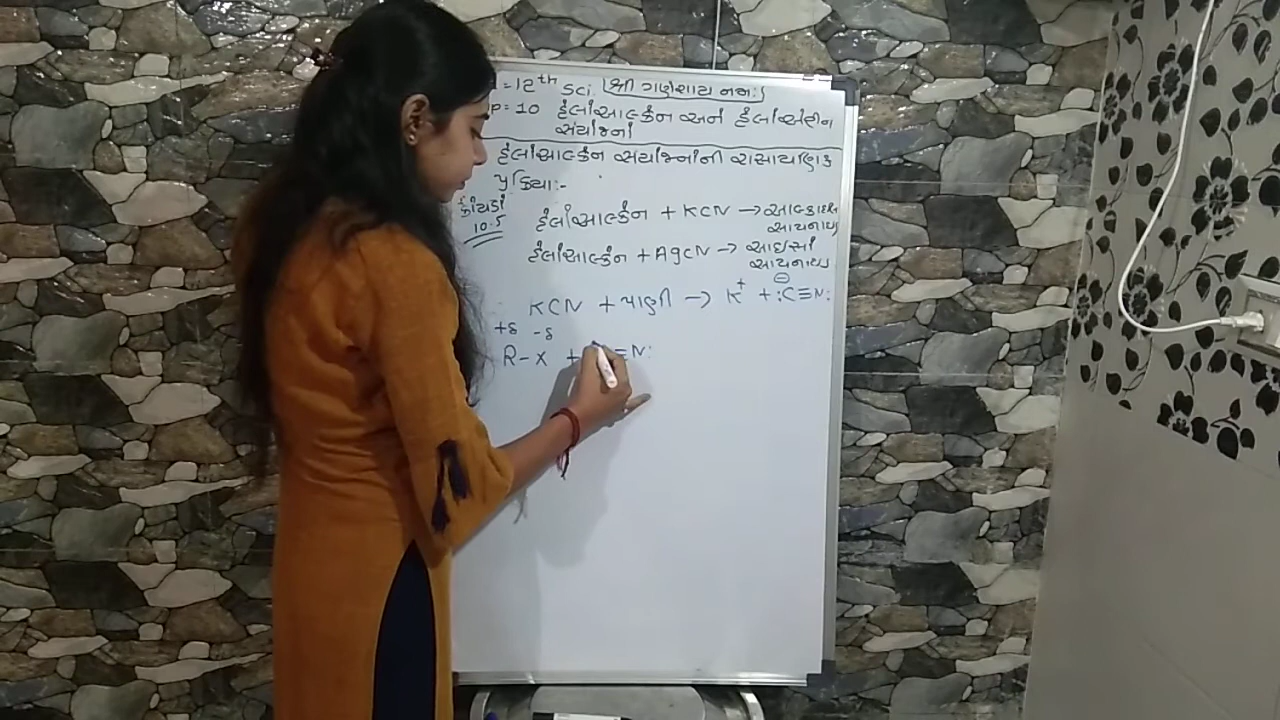 = 12th Sci. શ્રી ગણેશાય નમઃ
p = 10 હેલોઆલ્કેન અને હેલોએરીન
સંયોજનો
હેલોઆલ્કેન સંયોજનોની રાસાયણિક
પ્રક્રિયા:-
કોયડો
10.5
હેલોઆલ્કેન + KCN → આલ્કાઇલ
સાયનાઇડ
હેલોઆલ્કેન + AgCN → આઇસો
સાયનાઇડ
KCN + પાણી → K⁺ + :C≡N: ⊖
+δ -δ
R-X + ≡N: